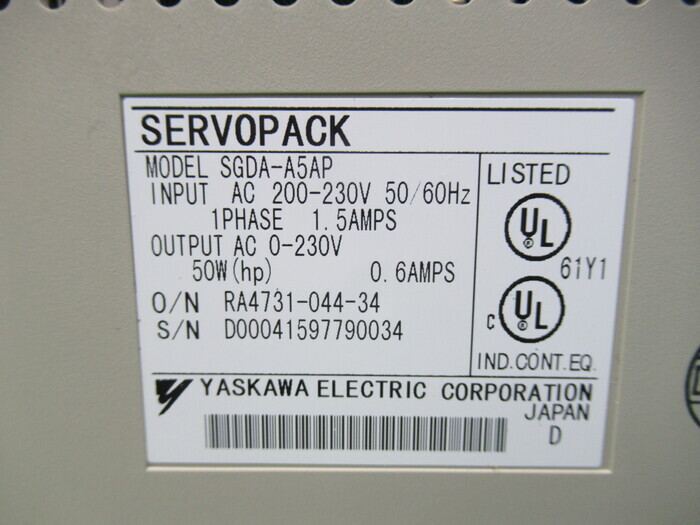 SERVOPACK
MODEL SGDA-A5AP
INPUT AC 200-230V 50/60Hz
1PHASE 1.5AMPS
OUTPUT AC 0-230V
50W(hp) 0.6AMPS
O/N RA4731-044-34
S/N D00041597790034
LISTED
UL
61Y1
c UL
IND.CONT.EQ.
YASKAWA ELECTRIC CORPORATION
JAPAN
D